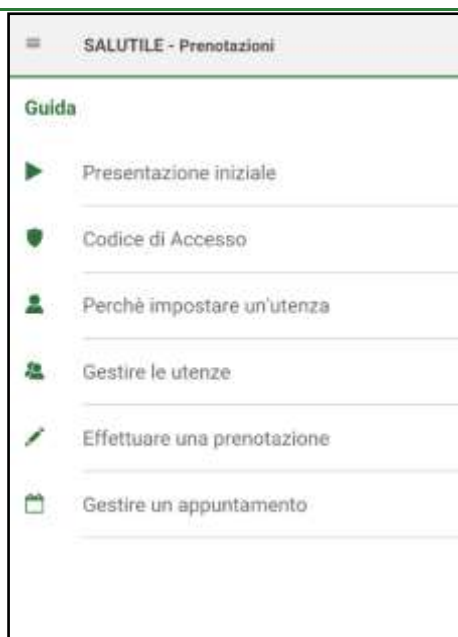 SALUTILE - Prenotazioni
Guida
Presentazione iniziale
Codice di Accesso
Perchè impostare un'utenza
Gestire le utenze
Effettuare una prenotazione
Gestire un appuntamento